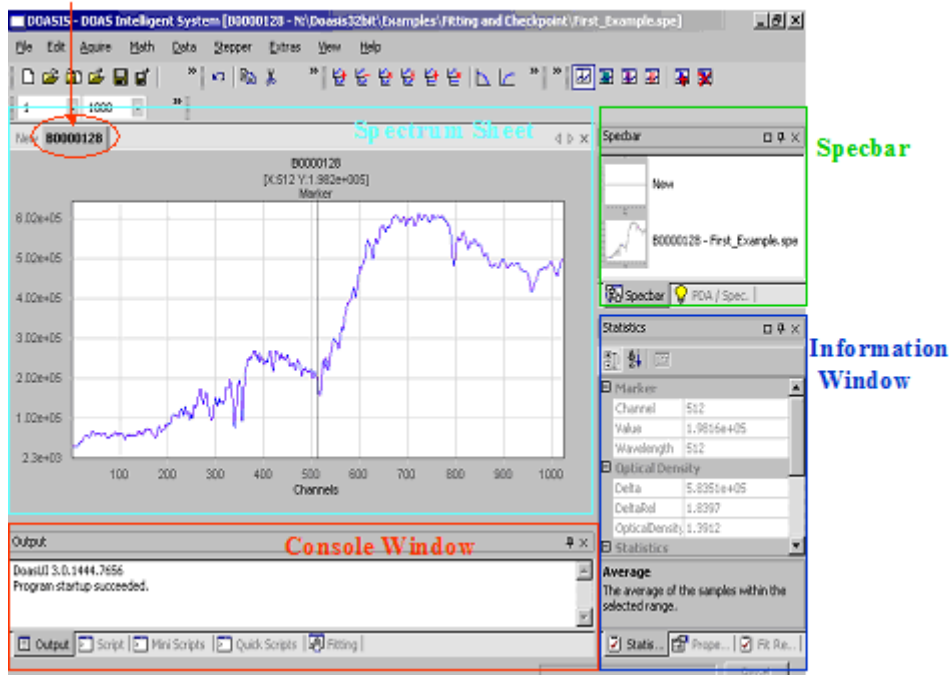 DOASIS - DOAS Intelligent System [B0000128 - N:\Doasis32bit\Examples\Fitting and Checkpoint\First_Example.spe]
File Edit Aquire Math Data Stepper Extras View Help
1 1000
New B0000128
Spectrum Sheet
B0000128
[X:512 Y:1.982e+005]
Marker
6.02e+05
5.02e+05
4.02e+05
3.02e+05
2.02e+05
1.02e+05
2.3e+03
100 200 300 400 500 600 700 800 900 1000
Channels
Specbar
Specbar
New
B0000128 - First_Example.spe
Specbar PDA / Spec.
Information
Window
Statistics
Marker
Channel 512
Value 1.9816e+05
Wavelength 512
Optical Density
Delta 5.8351e+05
DeltaRel 1.8397
OpticalDensity 1.3912
Statistics
Average
The average of the samples within the
selected range.
Statis... Prope... Fit Re...
Output
Console Window
DoasUI 3.0.1444.7656
Program startup succeeded.
Output Script Mini Scripts Quick Scripts Fitting